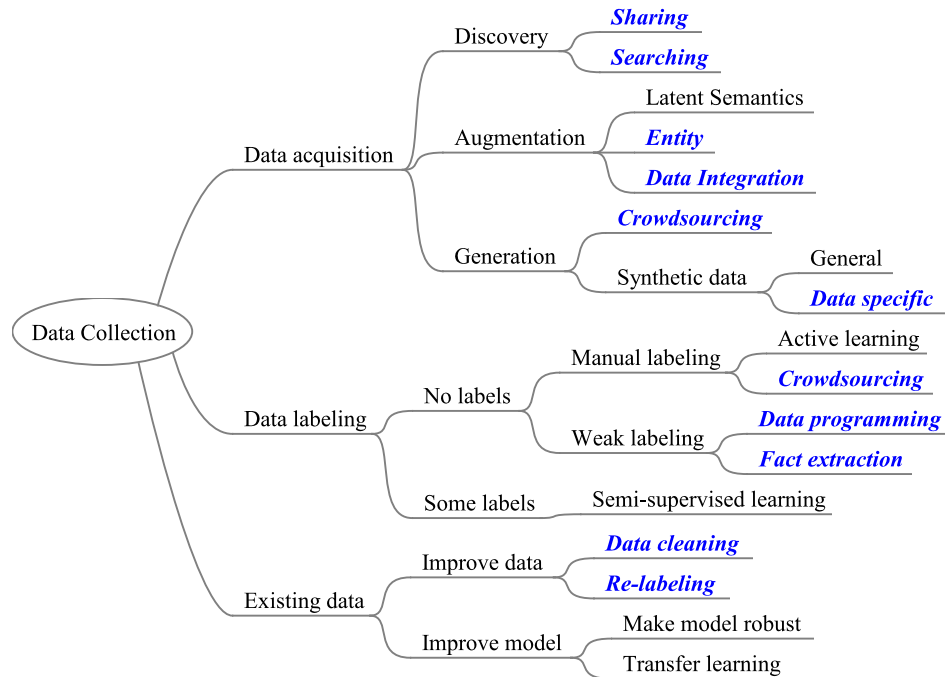 Data Collection
Data acquisition
Discovery
Sharing
Searching
Augmentation
Latent Semantics
Entity
Data Integration
Generation
Crowdsourcing
Synthetic data
General
Data specific
Data labeling
No labels
Manual labeling
Active learning
Crowdsourcing
Weak labeling
Data programming
Fact extraction
Some labels
Semi-supervised learning
Existing data
Improve data
Data cleaning
Re-labeling
Improve model
Make model robust
Transfer learning